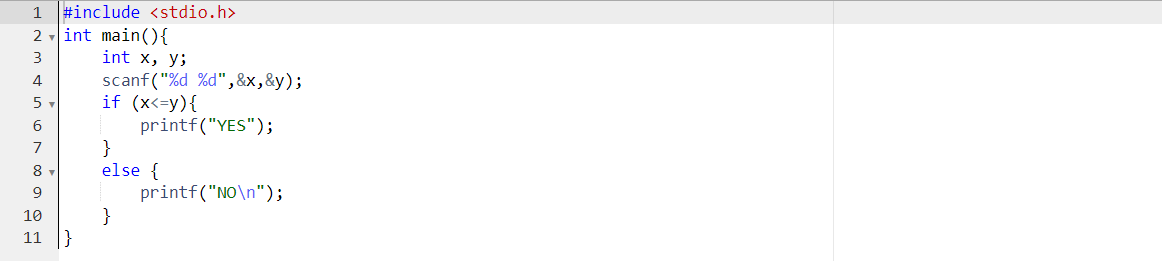 1 #include <stdio.h>
2 int main(){
3     int x, y;
4     scanf("%d %d",&x,&y);
5     if (x<=y){
6         printf("YES");
7     }
8     else {
9         printf("NO\n");
10     }
11 }